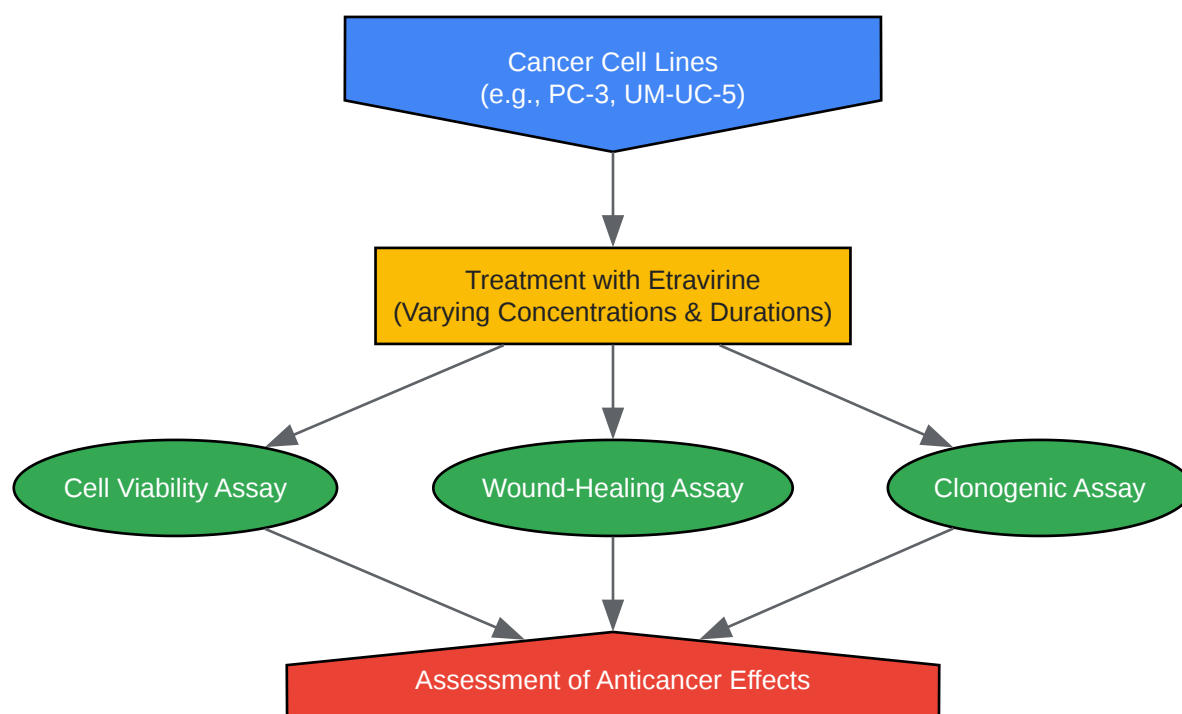 Cancer Cell Lines
(e.g., PC-3, UM-UC-5)
Treatment with Etravirine
(Varying Concentrations & Durations)
Cell Viability Assay
Wound-Healing Assay
Clonogenic Assay
Assessment of Anticancer Effects